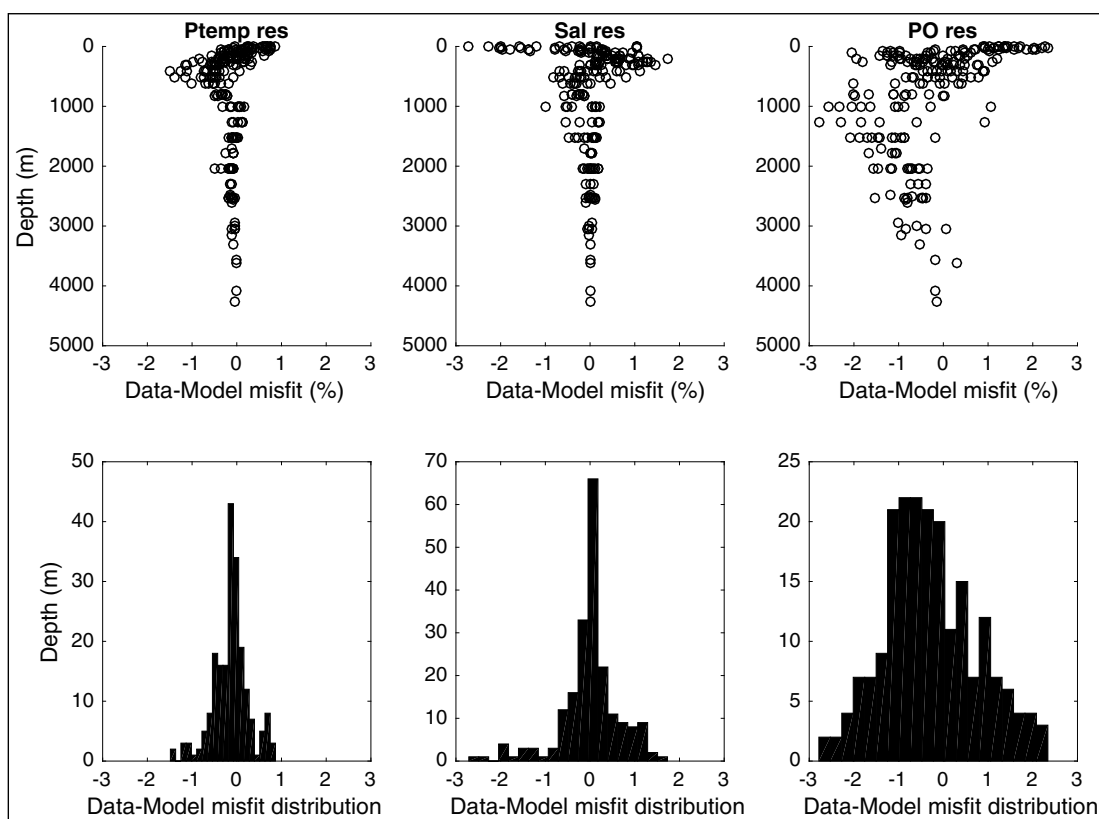 Ptemp res
Sal res
PO res
Depth (m)
0
1000
2000
3000
4000
5000
-3 -2 -1 0 1 2 3
Data-Model misfit (%)
0
1000
2000
3000
4000
5000
-3 -2 -1 0 1 2 3
Data-Model misfit (%)
0
1000
2000
3000
4000
5000
-3 -2 -1 0 1 2 3
Data-Model misfit (%)
Depth (m)
50
40
30
20
10
0
-3 -2 -1 0 1 2 3
Data-Model misfit distribution
70
60
50
40
30
20
10
0
-3 -2 -1 0 1 2 3
Data-Model misfit distribution
25
20
15
10
5
0
-3 -2 -1 0 1 2 3
Data-Model misfit distribution